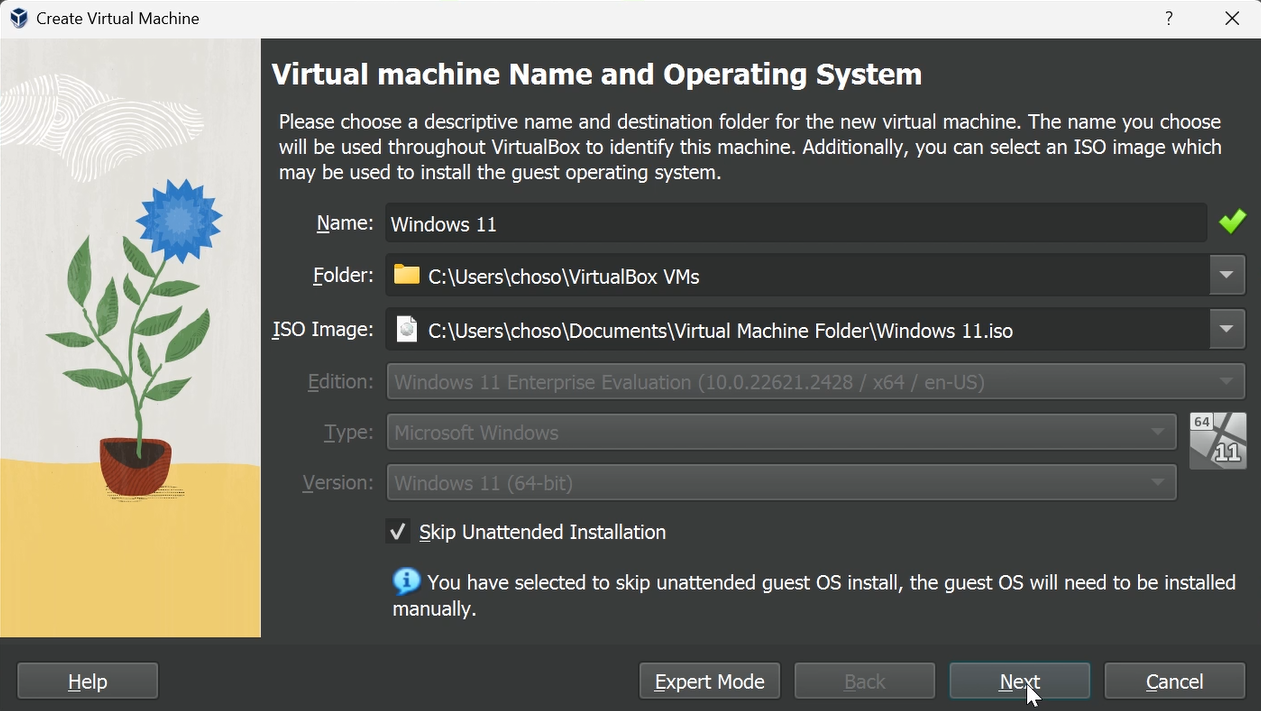 Create Virtual Machine
?
Virtual machine Name and Operating System
Please choose a descriptive name and destination folder for the new virtual machine. The name you choose
will be used throughout VirtualBox to identify this machine. Additionally, you can select an ISO image which
may be used to install the guest operating system.
Name: Windows 11
Folder: C:\Users\choso\VirtualBox VMs
ISO Image: C:\Users\choso\Documents\Virtual Machine Folder\Windows 11.iso
Edition: Windows 11 Enterprise Evaluation (10.0.22621.2428 / x64 / en-US)
Type: Microsoft Windows
64
11
Version: Windows 11 (64-bit)
Skip Unattended Installation
You have selected to skip unattended guest OS install, the guest OS will need to be installed
manually.
Help Expert Mode Back Next Cancel